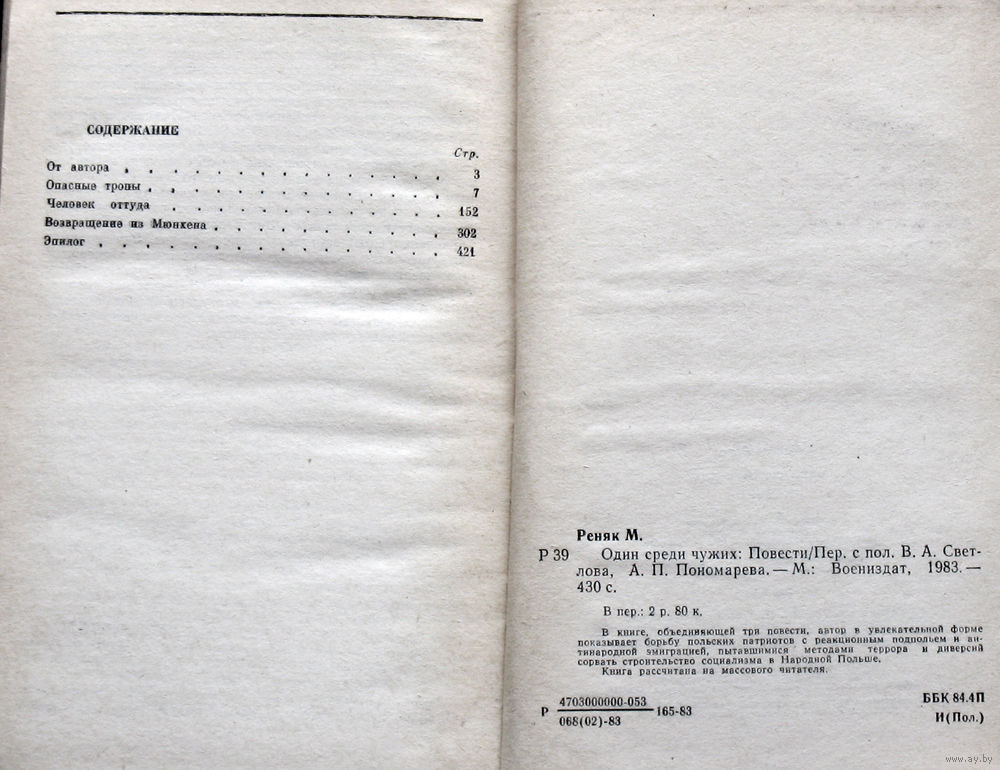 СОДЕРЖАНИЕ
Стр.
От автора . . . . . . . . . . . . . . 3
Опасные тропы . . . . . . . . . . . . . 7
Человек оттуда . . . . . . . . . . . . 152
Возвращение из Мюнхена . . . . . . . . . . 302
Эпилог . . . . . . . . . . . . . . . 421
Реняк М.
Р 39 Один среди чужих: Повести/Пер. с пол. В. А. Свет-
лова, А. П. Пономарева. — М.: Воениздат, 1983. —
430 с.
В пер.: 2 р. 80 к.
В книге, объединяющей три повести, автор в увлекательной форме
показывает борьбу польских патриотов с реакционным подпольем и ан-
тинародной эмиграцией, пытавшимися методами террора и диверсий
сорвать строительство социализма в Народной Польше.
Книга рассчитана на массового читателя.
Р 4703000000-053 165-83
068(02)-83
ББК 84.4П
И(Пол.)
www.ay.by